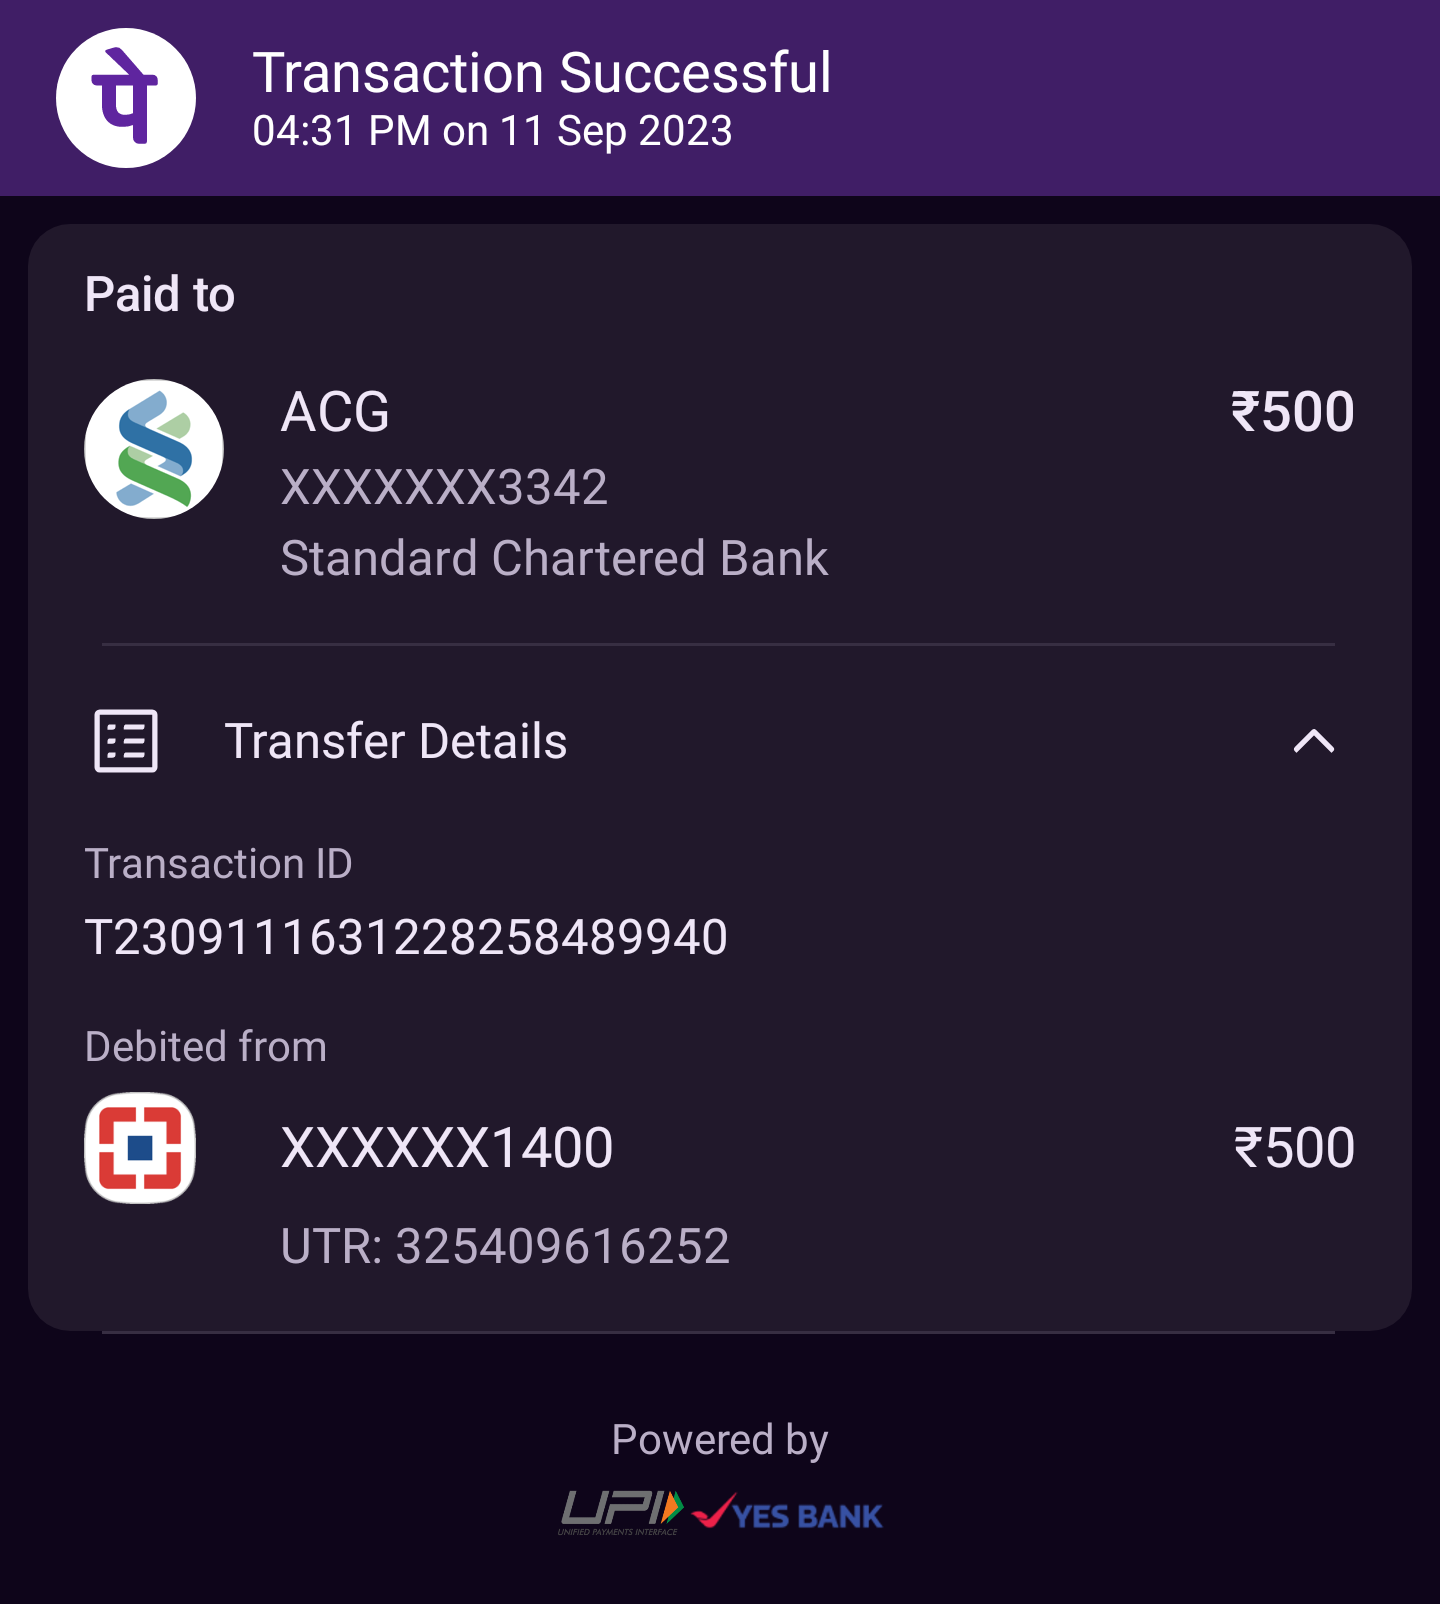 पे
Transaction Successful
04:31 PM on 11 Sep 2023
Paid to
ACG
₹500
XXXXXXX3342
Standard Chartered Bank
Transfer Details
Transaction ID
T2309111631228258489940
Debited from
XXXXXX1400
₹500
UTR: 325409616252
Powered by
UPI
UNIFIED PAYMENTS INTERFACE
YES BANK